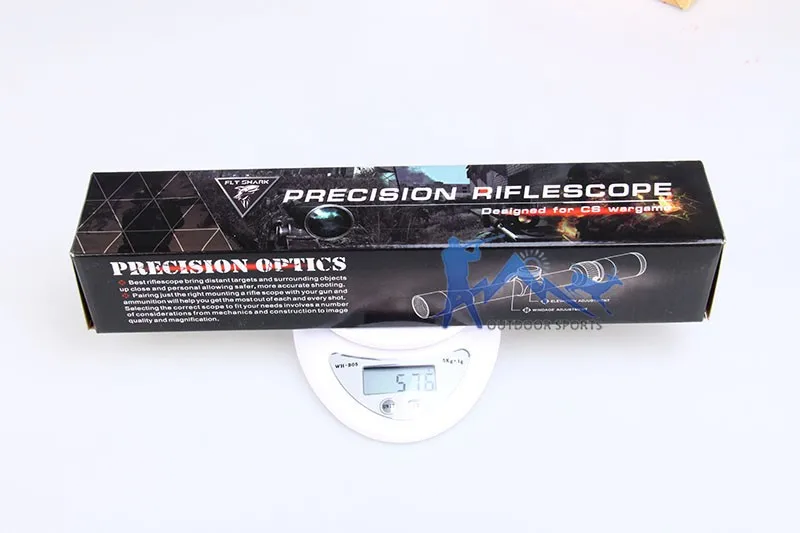 FLY SHARK
PRECISION RIFLESCOPE
Designed for CS wargame
PRECISION OPTICS
Best riflescope bring distant targets and surrounding objects
up close and personal allowing safer, more accurate shooting.
Pairing just the right mounting a rifle scope with your gun and
ammunition will help you get the most out of each and every shot.
Selecting the correct scope to fit your needs involves a number
of considerations from mechanics and construction to image
quality and magnification.
ELEVATION ADJUSTMENT
WINDAGE ADJUSTMENT
OUTDOOR SPORTS
WH-B05
576